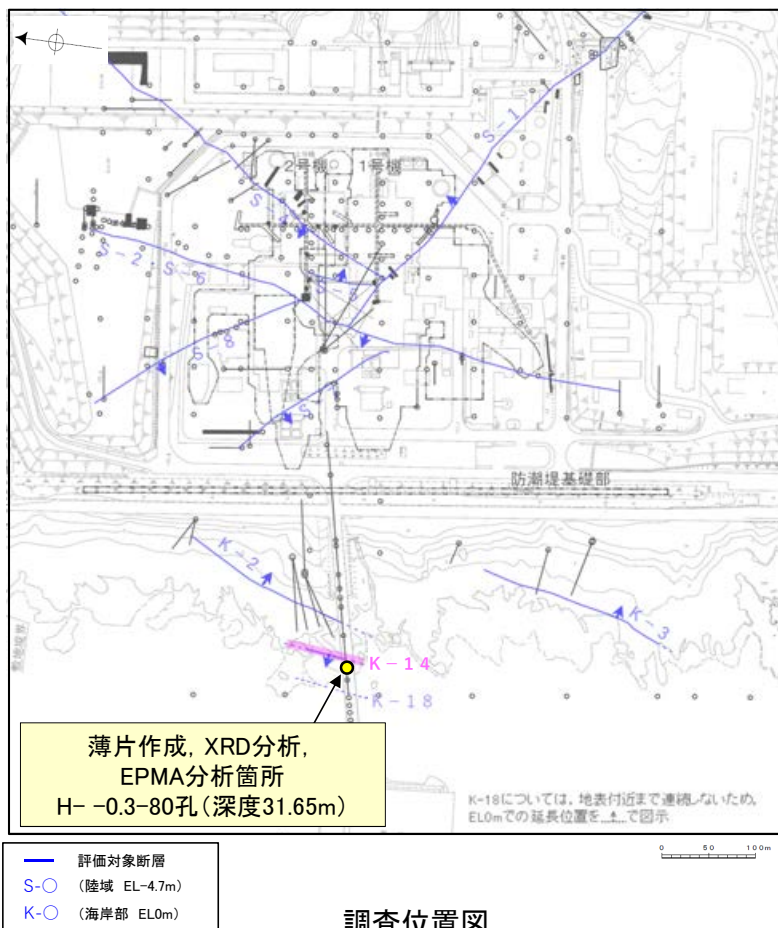 S-1
2号機
1号機
S-4
S-2・S-6
S-5
S-8
S-7
防潮堤基礎部
K-2
K-3
敷地境界
K-14
K-18
薄片作成, XRD分析,
EPMA分析箇所
H- -0.3-80孔(深度31.65m)
K-18については、地表付近まで連続しないため、
EL0mでの延長位置を で図示
0 50 100m
評価対象断層
S-○ (陸域 EL-4.7m)
K-○ (海岸部 EL0m)
調査位置図